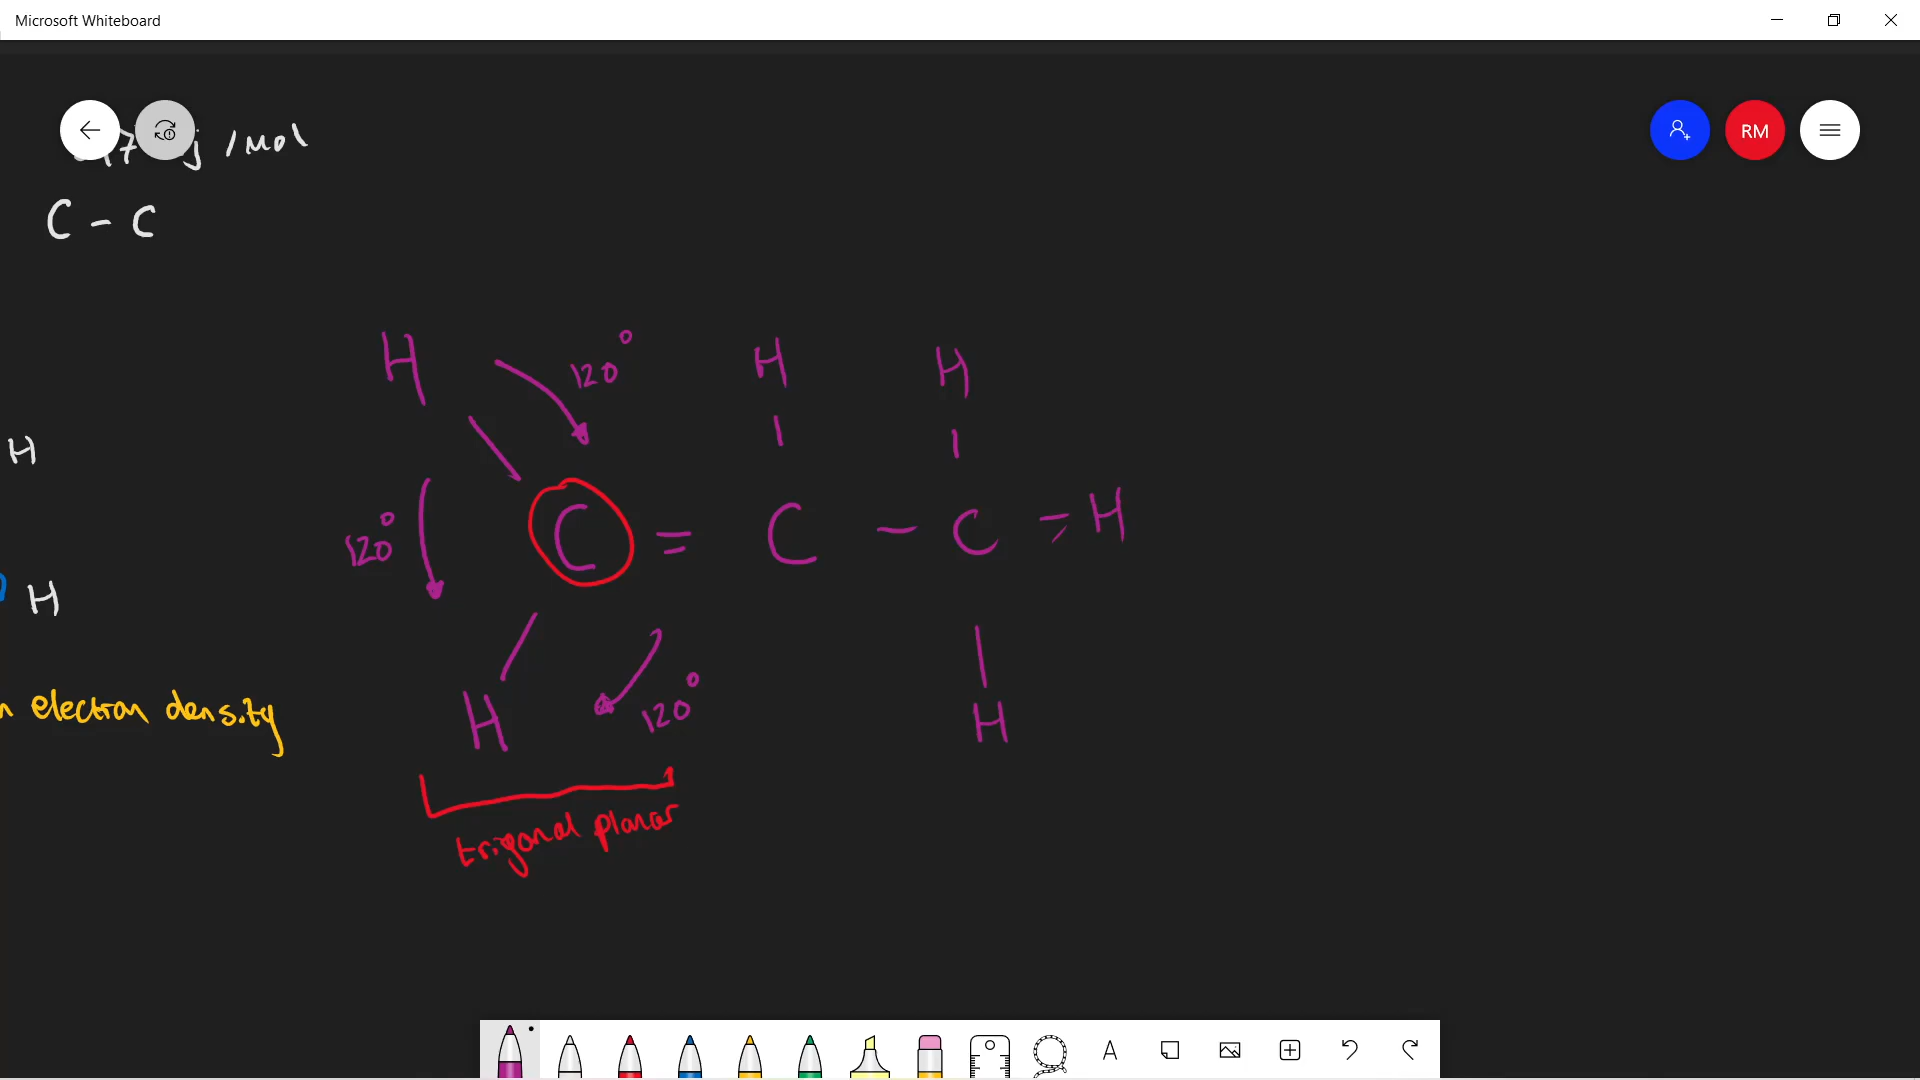 Microsoft Whiteboard
j /mol
RM
C - C
H 120° H H
H
120° C = C - C = H
H
H 120° H
electron density
trigonal planar
A